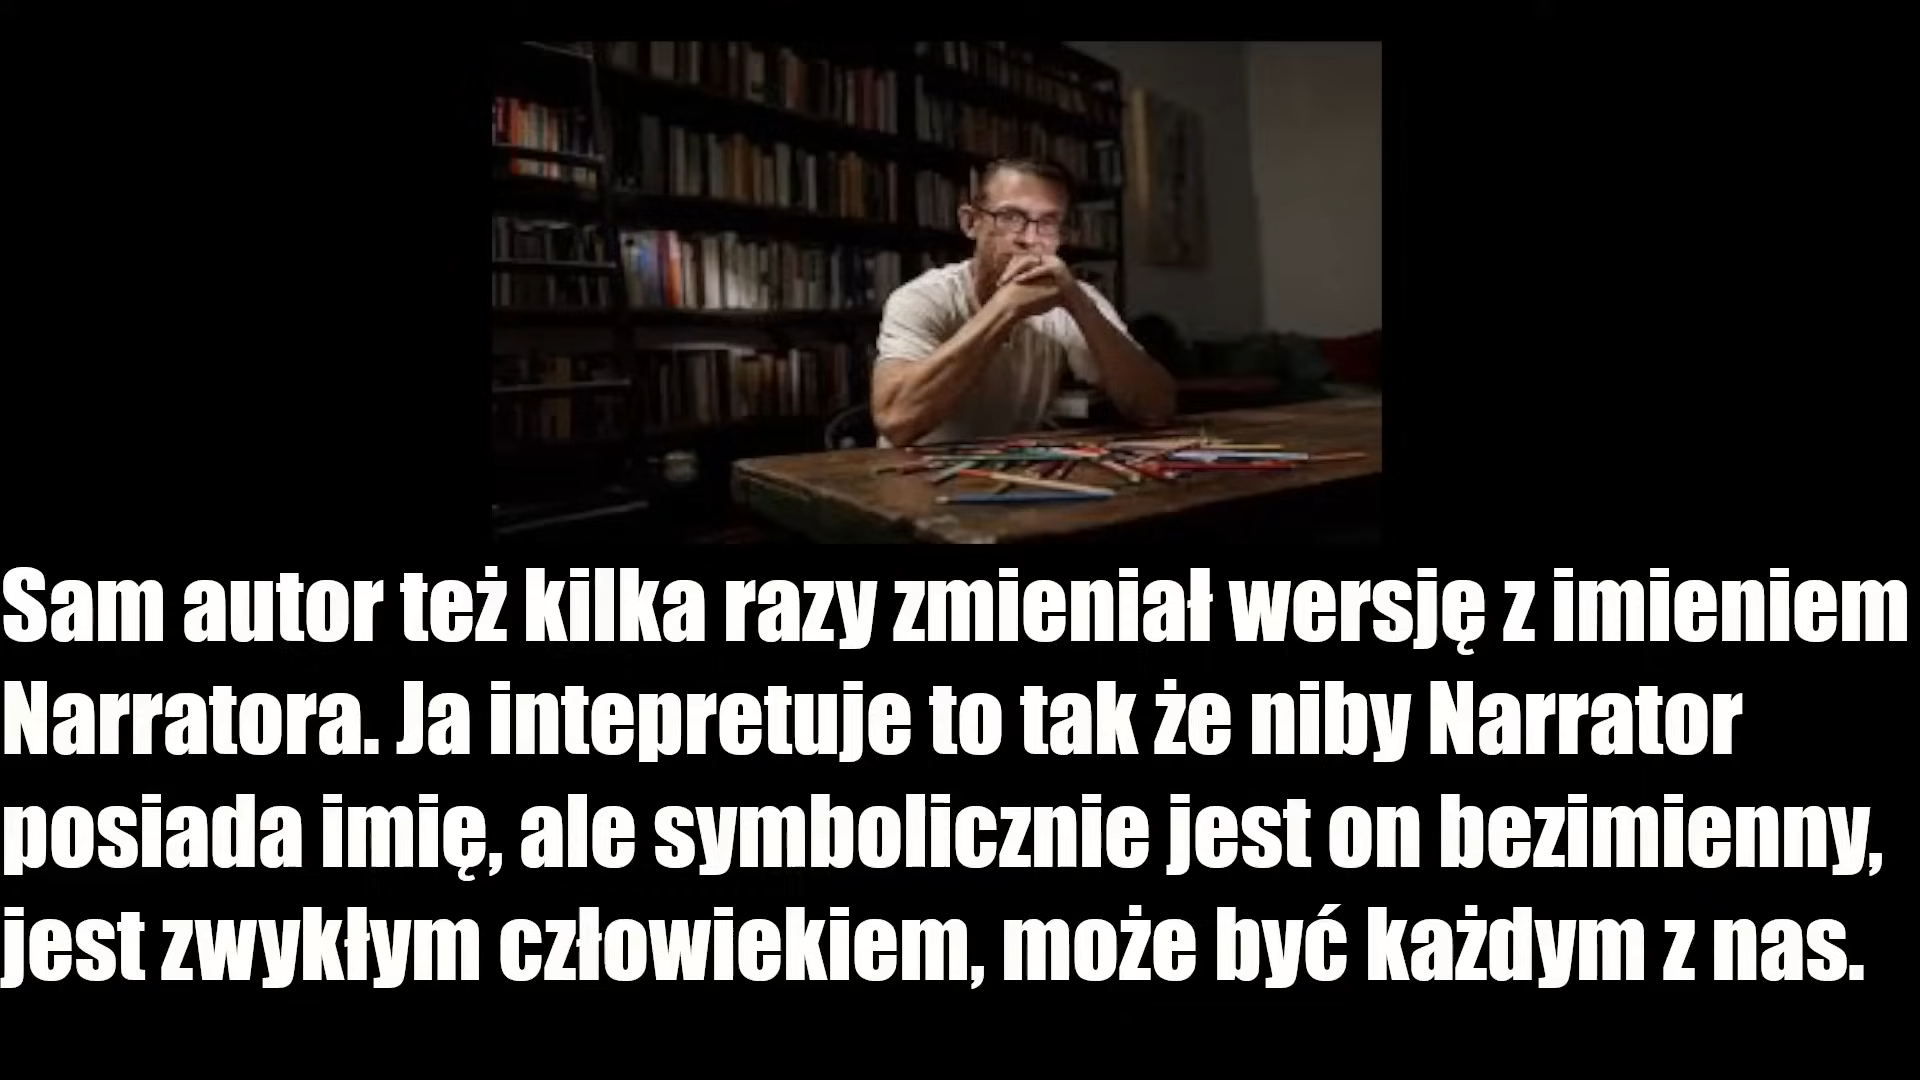 Sam autor też kilka razy zmieniał wersję z imieniem
Narratora. Ja intepretuje to tak że niby Narrator
posiada imię, ale symbolicznie jest on bezimienny,
jest zwykłym człowiekiem, może być każdym z nas.